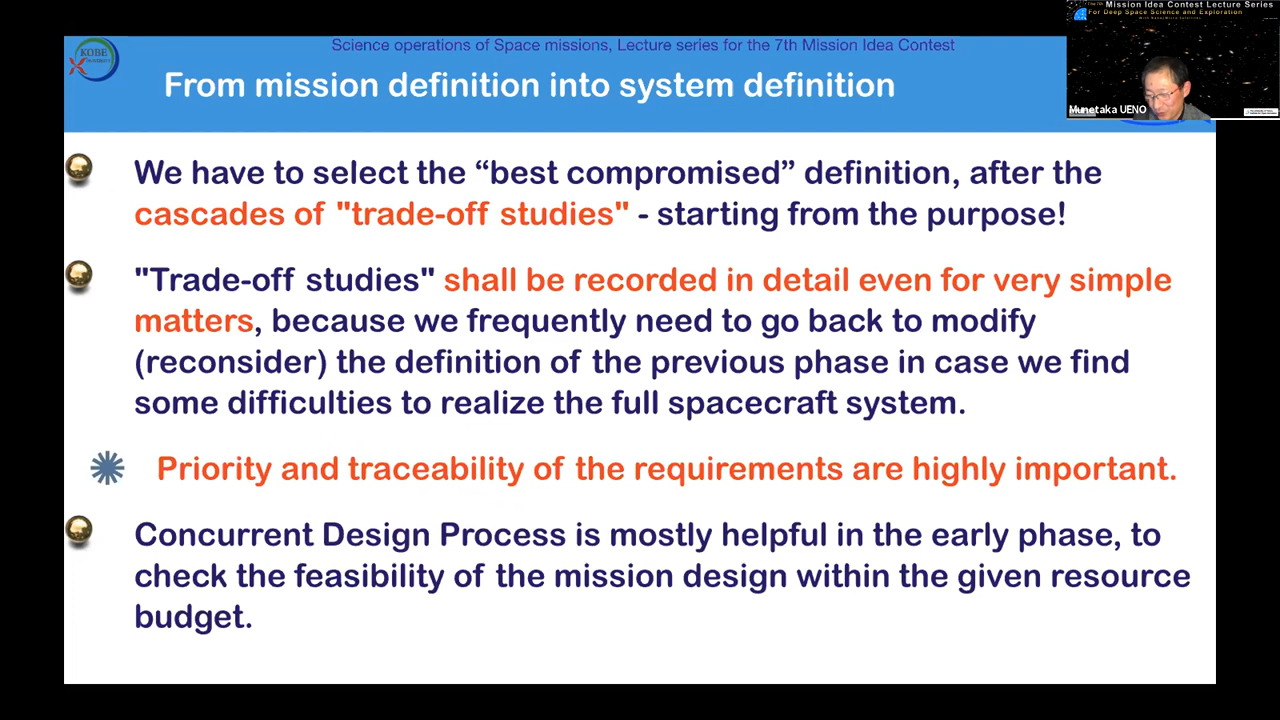 Science operations of Space missions, Lecture series for the 7th Mission Idea Contest
From mission definition into system definition
KOBE
Mission Idea Contest Lecture Series
For Deep Space Science and Exploration
Munetaka UENO
We have to select the “best compromised” definition, after the
cascades of "trade-off studies" - starting from the purpose!
"Trade-off studies" shall be recorded in detail even for very simple
matters, because we frequently need to go back to modify
(reconsider) the definition of the previous phase in case we find
some difficulties to realize the full spacecraft system.
Priority and traceability of the requirements are highly important.
Concurrent Design Process is mostly helpful in the early phase, to
check the feasibility of the mission design within the given resource
budget.